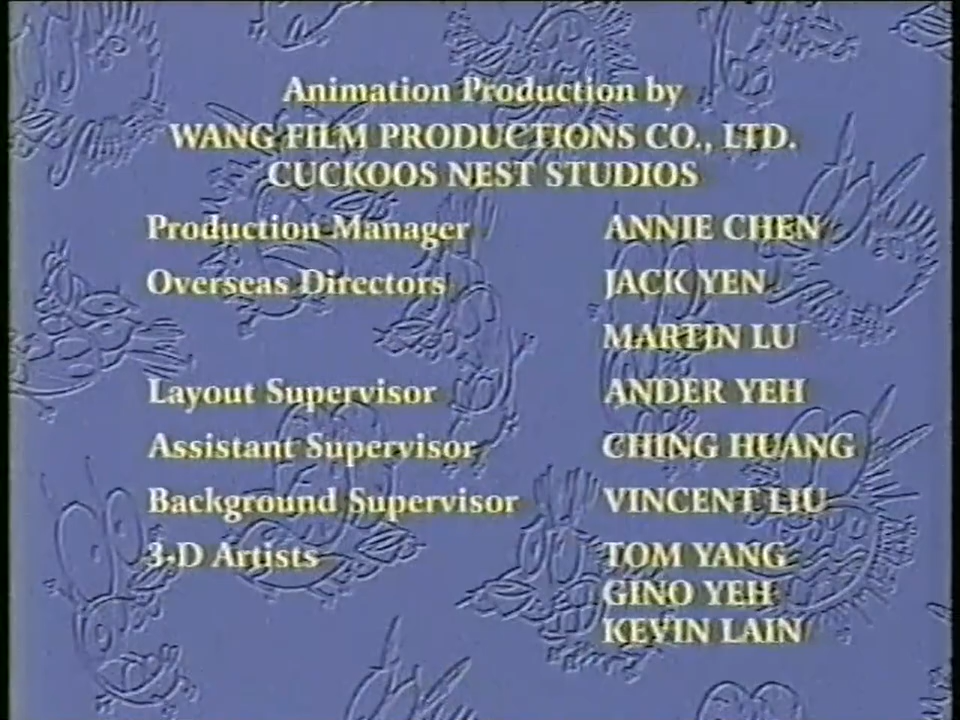 Animation Production by
WANG FILM PRODUCTIONS CO., LTD.
CUCKOOS NEST STUDIOS
Production Manager ANNIE CHEN
Overseas Directors JACK YEN
MARTIN LU
Layout Supervisor ANDER YEH
Assistant Supervisor CHING HUANG
Background Supervisor VINCENT LIU
3-D Artists TOM YANG
GINO YEH
KEVIN LAIN